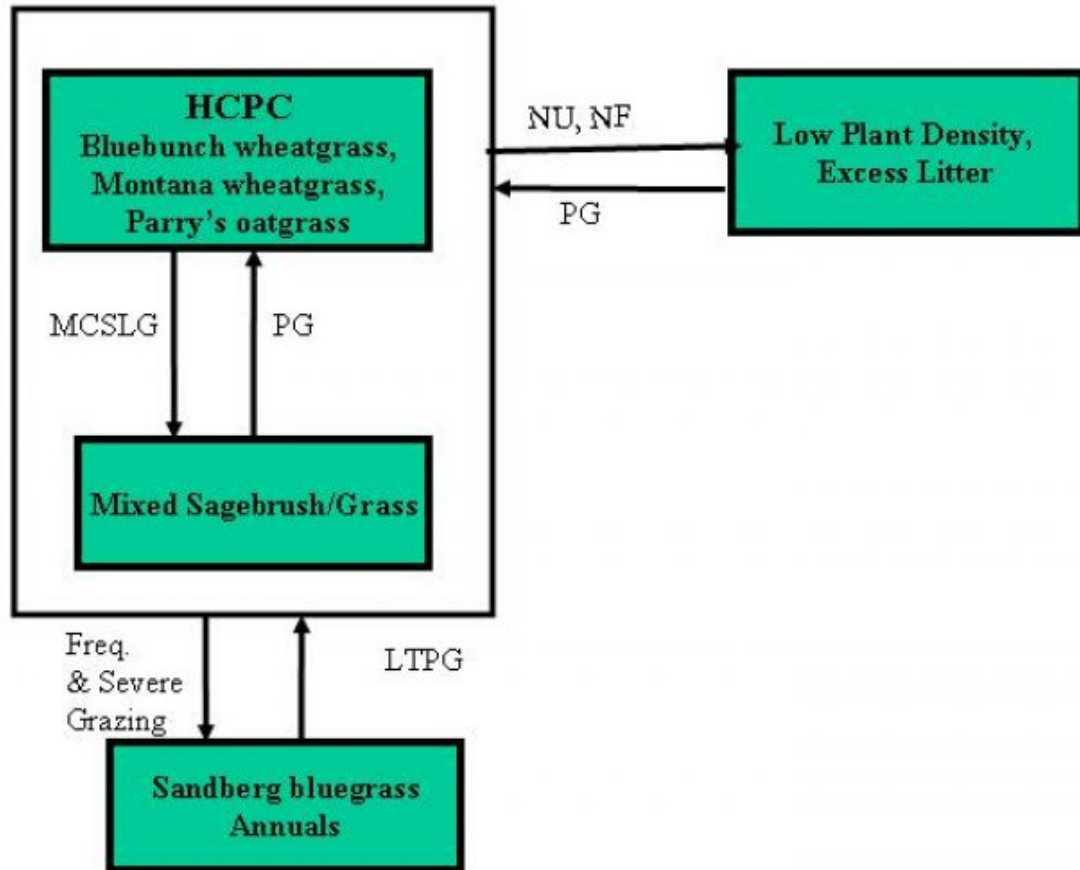 HCPC
Bluebunch wheatgrass,
Montana wheatgrass,
Parry's oatgrass
NU, NF
PG
Low Plant Density,
Excess Litter
MCSLG
PG
Mixed Sagebrush/Grass
Freq.
& Severe
Grazing
LTPG
Sandberg bluegrass
Annuals